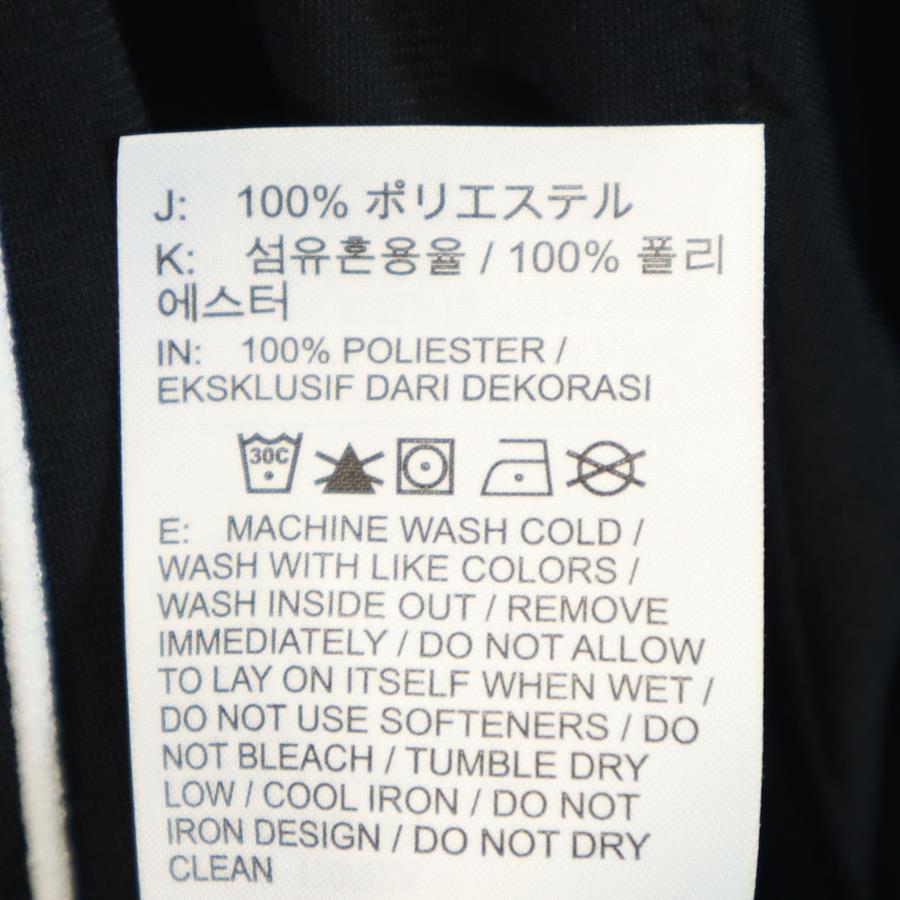 J: 100% ポリエステル
K: 섬유혼용율 / 100% 폴리
에스터
IN: 100% POLIESTER /
EKSKLUSIF DARI DEKORASI
30C
E: MACHINE WASH COLD /
WASH WITH LIKE COLORS /
WASH INSIDE OUT / REMOVE
IMMEDIATELY / DO NOT ALLOW
TO LAY ON ITSELF WHEN WET /
DO NOT USE SOFTENERS / DO
NOT BLEACH / TUMBLE DRY
LOW / COOL IRON / DO NOT
IRON DESIGN / DO NOT DRY
CLEAN